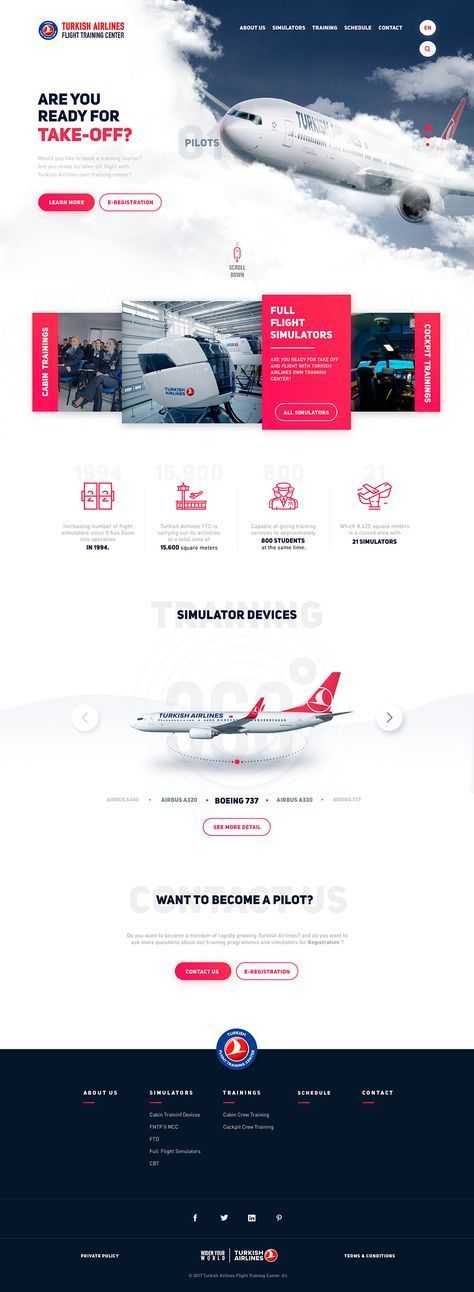 TURKISH AIRLINES
FLIGHT TRAINING CENTER
ABOUT US SIMULATORS TRAINING SCHEDULE CONTACT EN
ARE YOU
READY FOR
TAKE-OFF?
PILOTS
TURKISH
Would you like to book a training course?
Are you ready for take-off flight with
Turkish Airlines own training center?
LEARN MORE E-REGISTRATION
SCROLL
DOWN
CABIN TRAININGS
TURKISH
AIRLINES
FULL
FLIGHT
SIMULATORS
ARE YOU READY FOR TAKE OFF
AND FLIGHT WITH TURKISH
AIRLINES OWN TRAINING
CENTER!
ALL SIMULATORS
COCKPIT TRAININGS
1994 15,600 800 21
Increasing number of flight
simulators since it has been
into operation
IN 1994.
Turkish Airlines FTC is
carrying out its activities
in a total area of
15.600 square meters
Capable of giving training
services to approximately
800 STUDENTS
at the same time.
Which 8.420 square meters
is a closed area with
21 SIMULATORS
TRAINING
SIMULATOR DEVICES
360°
TURKISH AIRLINES
AIRBUS A320 • BOEING 737 • AIRBUS A330 • BOEING 777
SEE MORE DETAIL
CONTACT US
WANT TO BECOME A PILOT?
Do you want to become a member of rapidly growing Turkish Airlines? and do you want to
ask more questions about our training programmes and simulators for Registration ?
CONTACT US E-REGISTRATION
TURKISH
FLIGHT TRAINING CENTER
ABOUT US SIMULATORS TRAININGS SCHEDULE CONTACT
Cabin Traininf Devices Cabin Crew Training
FNTP II MCC Cockpit Crew Training
FTD
Full Flight Simulators
CBT
PRIVATE POLICY
WIDEN YOUR
WORLD
TURKISH
AIRLINES
TERMS & CONDITIONS
© 2017 Turkish Airlines Flight Training Center